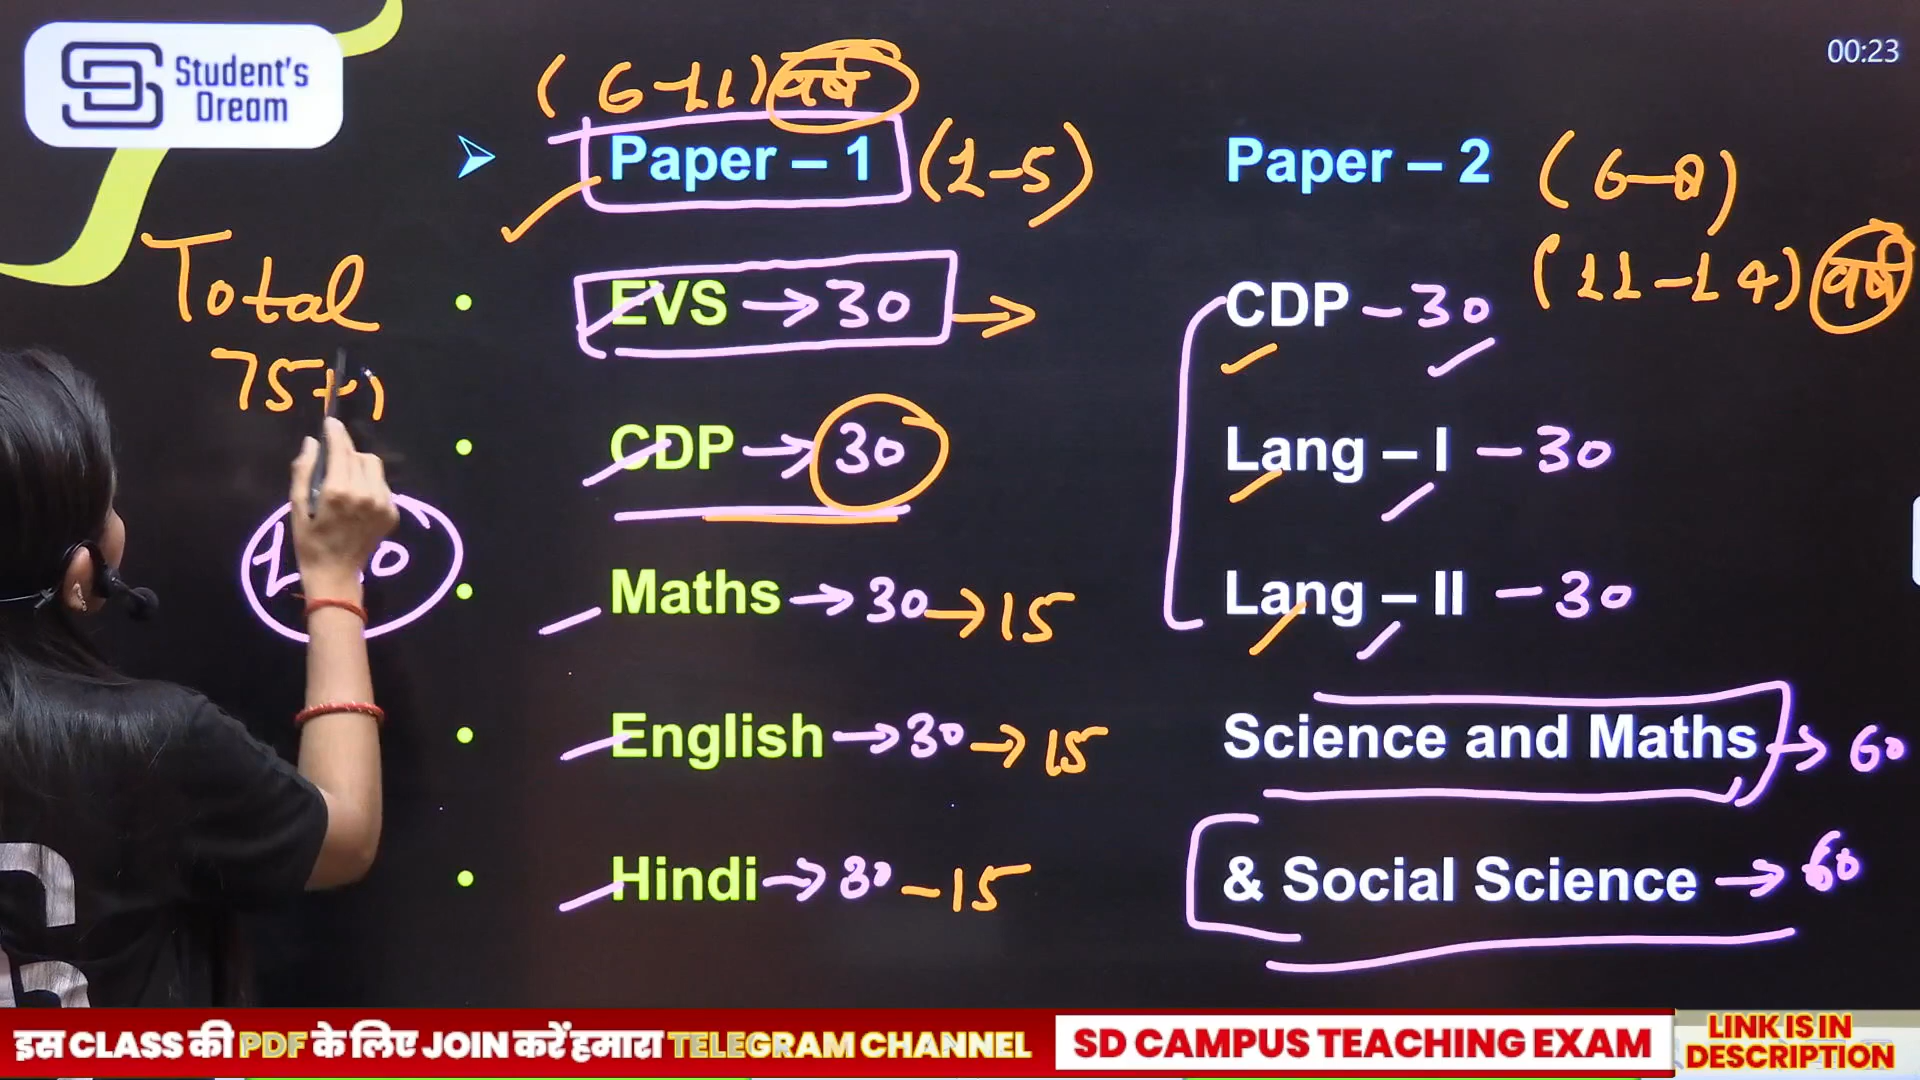 Student's
Dream
00:23
(6-11) वर्ष
Paper – 1 (1-5)
Paper – 2 (6-8)
(11-14) वर्ष
Total
75+1
EVS → 30 →
CDP – 30
CDP → 30
Lang – I – 30
Maths → 30 → 15
Lang – II – 30
English → 30 → 15
Science and Maths → 60
Hindi → 30 – 15
& Social Science → 60
इस CLASS की PDF के लिए JOIN करें हमारा TELEGRAM CHANNEL
SD CAMPUS TEACHING EXAM
LINK IS IN
DESCRIPTION